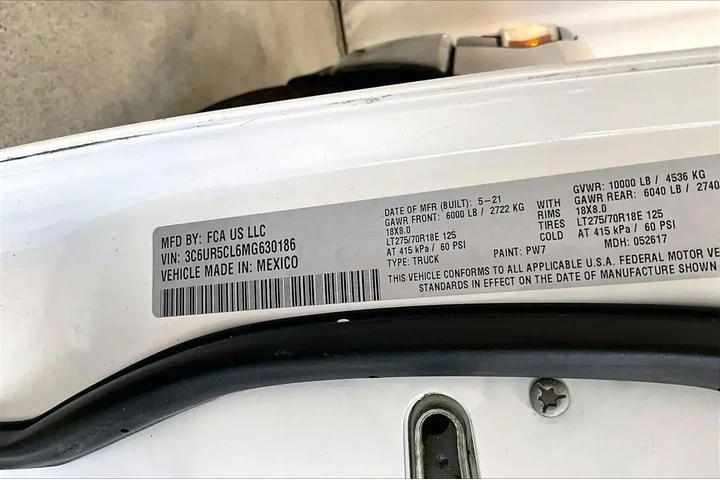 MFD BY: FCA US LLC
VIN: 3C6UR5CL6MG630186
VEHICLE MADE IN: MEXICO
DATE OF MFR (BUILT): 5-21
GAWR FRONT: 6000 LB / 2722 KG
18X8.0
LT275/70R18E 125
AT 415 kPa / 60 PSI
TYPE: TRUCK
PAINT: PW7
WITH
RIMS
TIRES
COLD
GVWR: 10000 LB / 4536 KG
GAWR REAR: 6040 LB / 2740
18X8.0
LT275/70R18E 125
AT 415 kPa / 60 PSI
MDH: 052617
THIS VEHICLE CONFORMS TO ALL APPLICABLE U.S.A. FEDERAL MOTOR VE
STANDARDS IN EFFECT ON THE DATE OF MANUFACTURE SHOWN